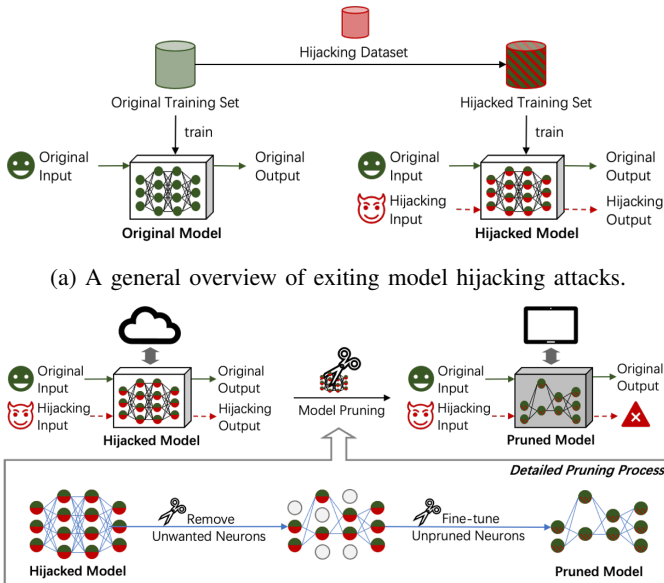 Hijacking Dataset
Original Training Set
Hijacked Training Set
train
train
Original
Input
Original
Output
Original
Input
Original
Output
Hijacking
Input
Hijacking
Output
Original Model
Hijacked Model
(a) A general overview of exiting model hijacking attacks.
Original
Input
Original
Output
Original
Input
Original
Output
Hijacking
Input
Hijacking
Output
Model Pruning
Hijacking
Input
Hijacked Model
Pruned Model
Detailed Pruning Process
Remove
Unwanted Neurons
Fine-tune
Unpruned Neurons
Hijacked Model
Pruned Model